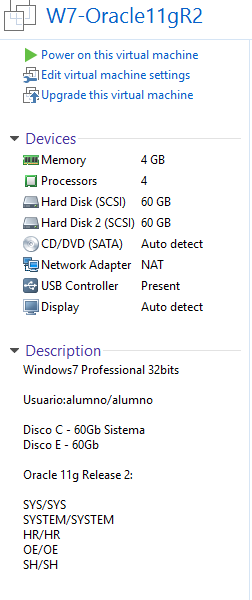 W7-Oracle11gR2
Power on this virtual machine
Edit virtual machine settings
Upgrade this virtual machine
Devices
Memory 4 GB
Processors 4
Hard Disk (SCSI) 60 GB
Hard Disk 2 (SCSI) 60 GB
CD/DVD (SATA) Auto detect
Network Adapter NAT
USB Controller Present
Display Auto detect
Description
Windows7 Professional 32bits
Usuario:alumno/alumno
Disco C - 60Gb Sistema
Disco E - 60Gb
Oracle 11g Release 2:
SYS/SYS
SYSTEM/SYSTEM
HR/HR
OE/OE
SH/SH